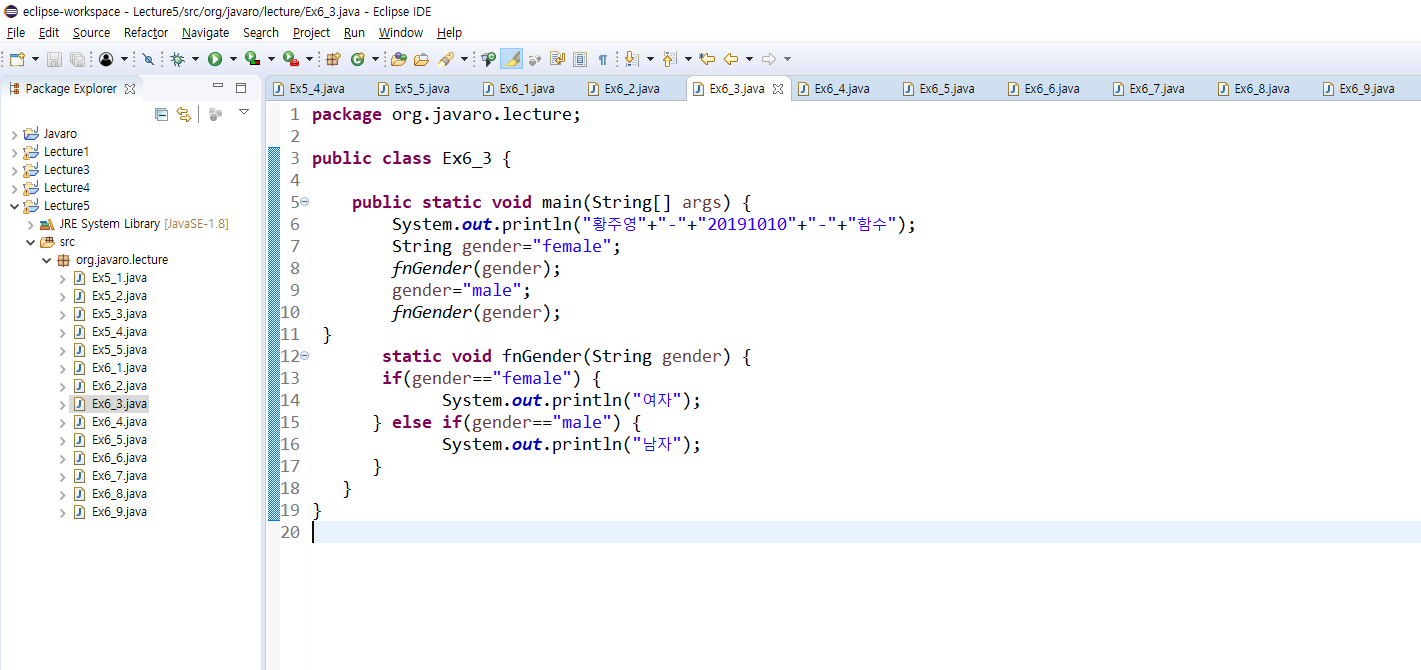 eclipse-workspace - Lecture5/src/org/javaro/lecture/Ex6_3.java - Eclipse IDE
File Edit Source Refactor Navigate Search Project Run Window Help
Package Explorer
Ex5_4.java Ex5_5.java Ex6_1.java Ex6_2.java Ex6_3.java Ex6_4.java Ex6_5.java Ex6_6.java Ex6_7.java Ex6_8.java Ex6_9.java
Javaro
Lecture1
Lecture3
Lecture4
Lecture5
JRE System Library [JavaSE-1.8]
src
org.javaro.lecture
Ex5_1.java
Ex5_2.java
Ex5_3.java
Ex5_4.java
Ex5_5.java
Ex6_1.java
Ex6_2.java
Ex6_3.java
Ex6_4.java
Ex6_5.java
Ex6_6.java
Ex6_7.java
Ex6_8.java
Ex6_9.java
1 package org.javaro.lecture;
2
3 public class Ex6_3 {
4
5 public static void main(String[] args) {
6 System.out.println("황주영"+"-"+"20191010"+"-"+"함수");
7 String gender="female";
8 fnGender(gender);
9 gender="male";
10 fnGender(gender);
11 }
12 static void fnGender(String gender) {
13 if(gender=="female") {
14 System.out.println("여자");
15 } else if(gender=="male") {
16 System.out.println("남자");
17 }
18 }
19 }
20